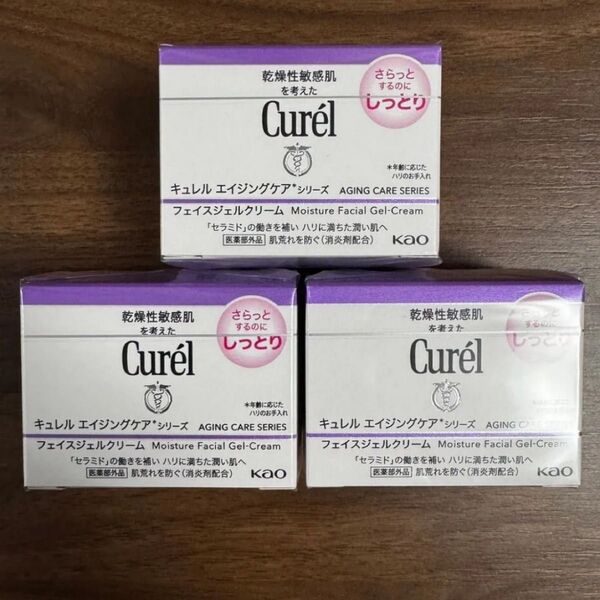 乾燥性敏感肌
を考えた
Curél
さらっと
するのに
しっとり
*年齢に応じた
ハリのお手入れ
キュレル エイジングケア*シリーズ AGING CARE SERIES
フェイスジェルクリーム Moisture Facial Gel-Cream
「セラミド」の働きを補い ハリに満ちた潤い肌へ
医薬部外品 肌荒れを防ぐ(消炎剤配合)
Kao
乾燥性敏感肌
を考えた
Curél
さらっと
するのに
しっとり
*年齢に応じた
ハリのお手入れ
キュレル エイジングケア*シリーズ AGING CARE SERIES
フェイスジェルクリーム Moisture Facial Gel-Cream
「セラミド」の働きを補い ハリに満ちた潤い肌へ
医薬部外品 肌荒れを防ぐ(消炎剤配合)
Kao
乾燥性敏感肌
を考えた
Curél
さらっと
するのに
しっとり
キュレル エイジングケア*シリーズ AGING
フェイスジェルクリーム Moisture Facial Gel-Cream
「セラミド」の働きを補い ハリに満ちた潤い肌へ
医薬部外品 肌荒れを防ぐ(消炎剤配合)
Kao